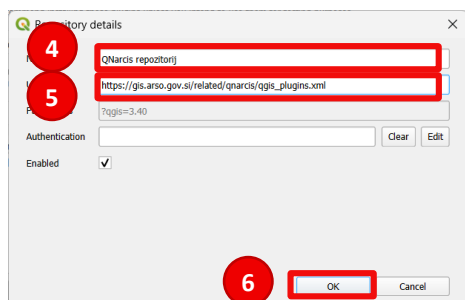 Repository details
4
QNarcis repozitorij
5
https://gis.arso.gov.si/related/qnarcis/qgis_plugins.xml
?qgis=3.40
Authentication Clear Edit
Enabled
6 OK Cancel